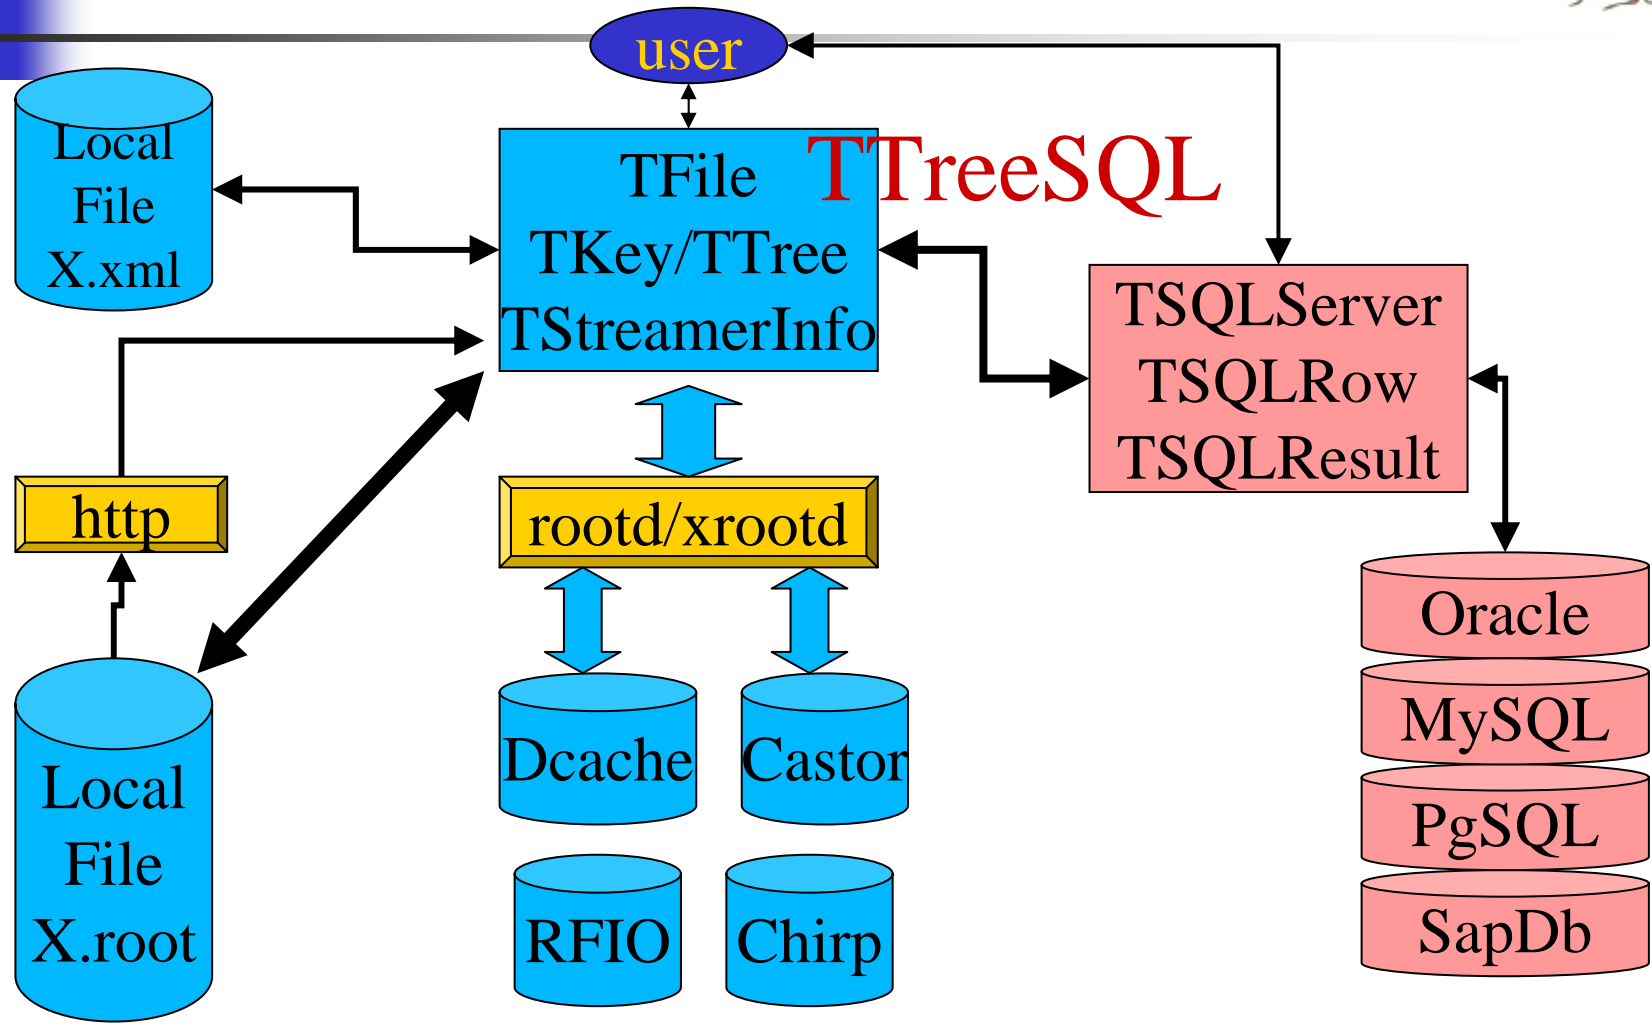 user
Local
File
X.xml
TFile
TKey/TTree
TStreamerInfo
TTreeSQL
TSQLServer
TSQLRow
TSQLResult
http
rootd/xrootd
Local
File
X.root
Dcache
Castor
RFIO
Chirp
Oracle
MySQL
PgSQL
SapDb